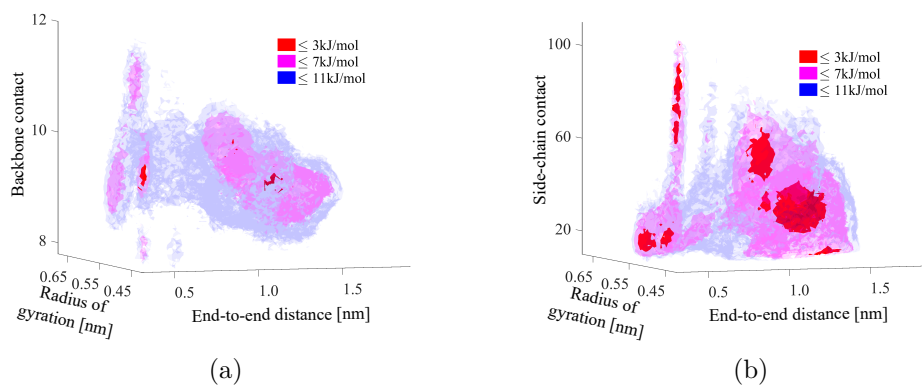 12
10
8
Backbone contact
≤ 3kJ/mol
≤ 7kJ/mol
≤ 11kJ/mol
0.65
0.55
0.45
Radius of
gyration [nm]
0.5
1.0
1.5
End-to-end distance [nm]
(a)
100
60
20
Side-chain contact
≤ 3kJ/mol
≤ 7kJ/mol
≤ 11kJ/mol
0.65
0.55
0.45
Radius of
gyration [nm]
0.5
1.0
1.5
End-to-end distance [nm]
(b)